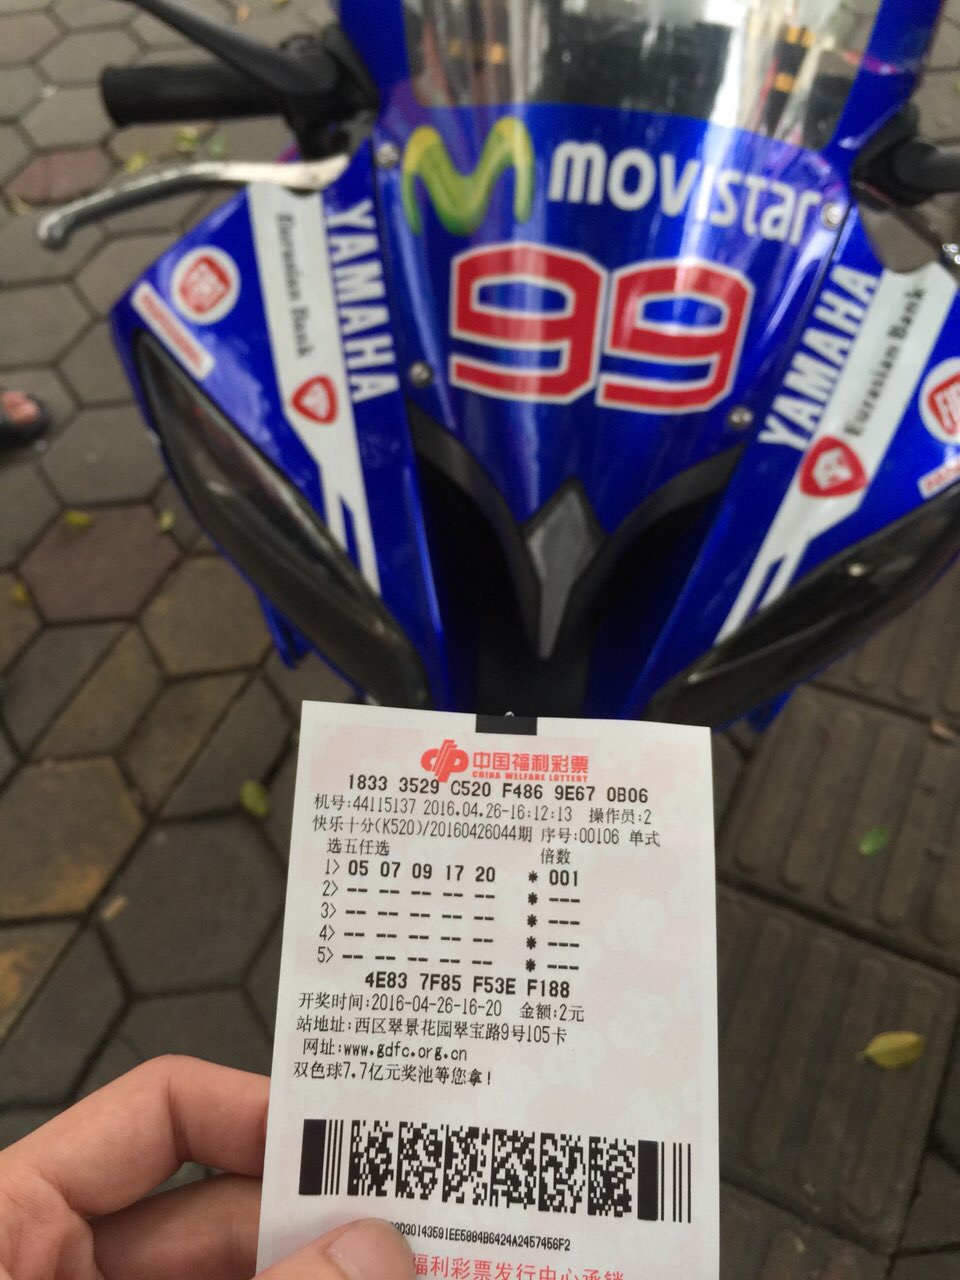 movistar
99
YAMAHA
Eurasian Bank
YAMAHA
Eurasian Bank
中国福利彩票
CHINA WELFARE LOTTERY
1833 3529 C520 F486 9E67 0B06
机号:44115137 2016.04.26-16:12:13 操作员:2
快乐十分(K520)/20160426044期 序号:00106 单式
选五任选 倍数
1> 05 07 09 17 20 * 001
2> -- -- -- -- -- * ---
3> -- -- -- -- -- * ---
4> -- -- -- -- -- * ---
5> -- -- -- -- -- * ---
4E83 7F85 F53E F188
开奖时间:2016-04-26-16-20 金额:2元
站地址:西区翠景花园翠宝路9号105卡
网址:www.gdfc.org.cn
双色球7.7亿元奖池等您拿!
福利彩票发行中心承销